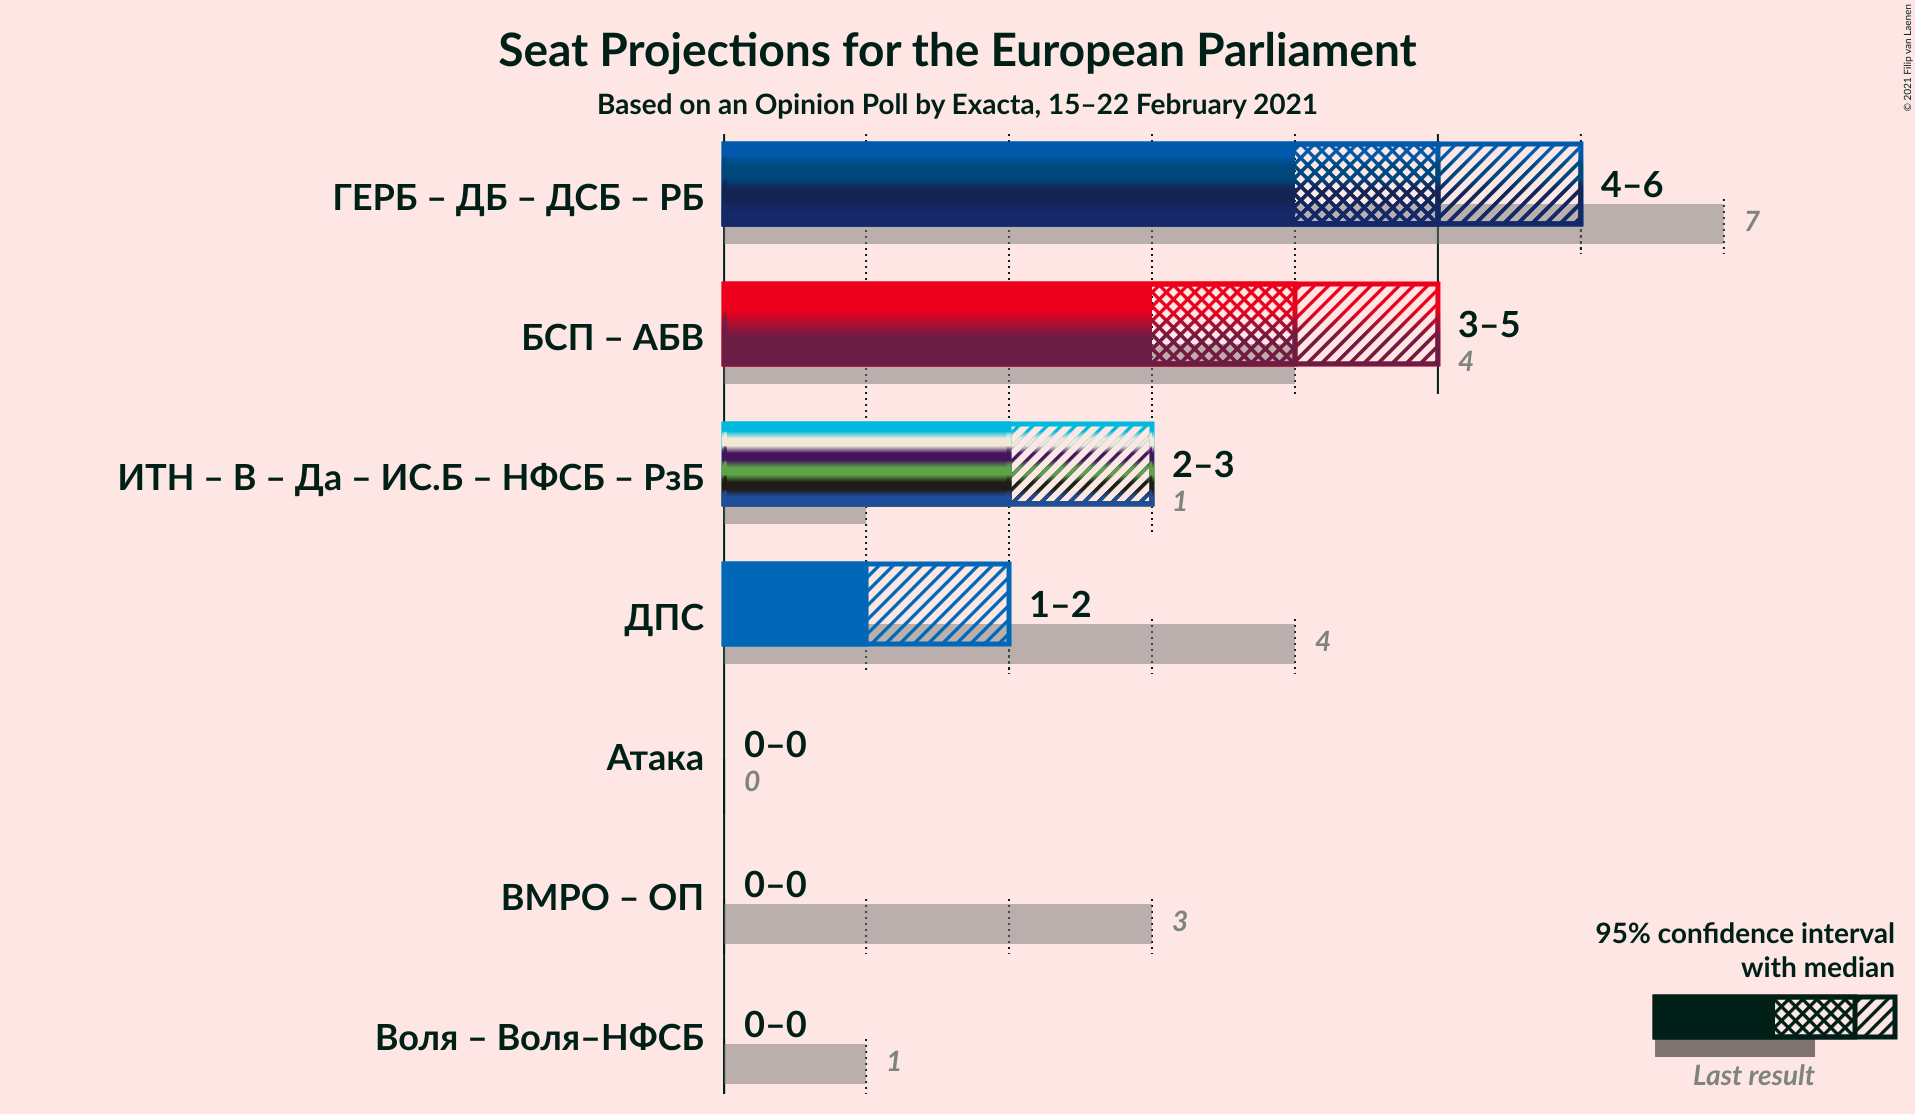 Seat Projections for the European Parliament
Based on an Opinion Poll by Exacta, 15–22 February 2021
© 2021 Filip van Laenen
ГЕРБ – ДБ – ДСБ – РБ
4–6
7
БСП – АБВ
3–5
4
ИТН – В – Да – ИС.Б – НФСБ – РзБ
2–3
1
ДПС
1–2
4
Атака
0–0
0
ВМРО – ОП
0–0
3
Воля – Воля–НФСБ
0–0
1
95% confidence interval
with median
Last result